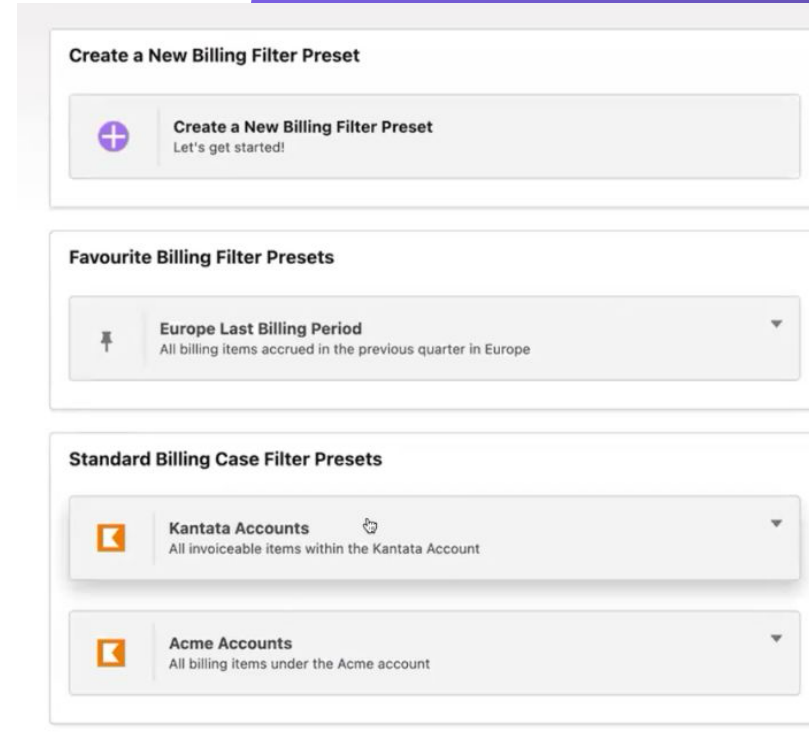 Create a New Billing Filter Preset
Create a New Billing Filter Preset
Let's get started!
Favourite Billing Filter Presets
Europe Last Billing Period
All billing items accrued in the previous quarter in Europe
Standard Billing Case Filter Presets
Kantata Accounts
All invoiceable items within the Kantata Account
Acme Accounts
All billing items under the Acme account